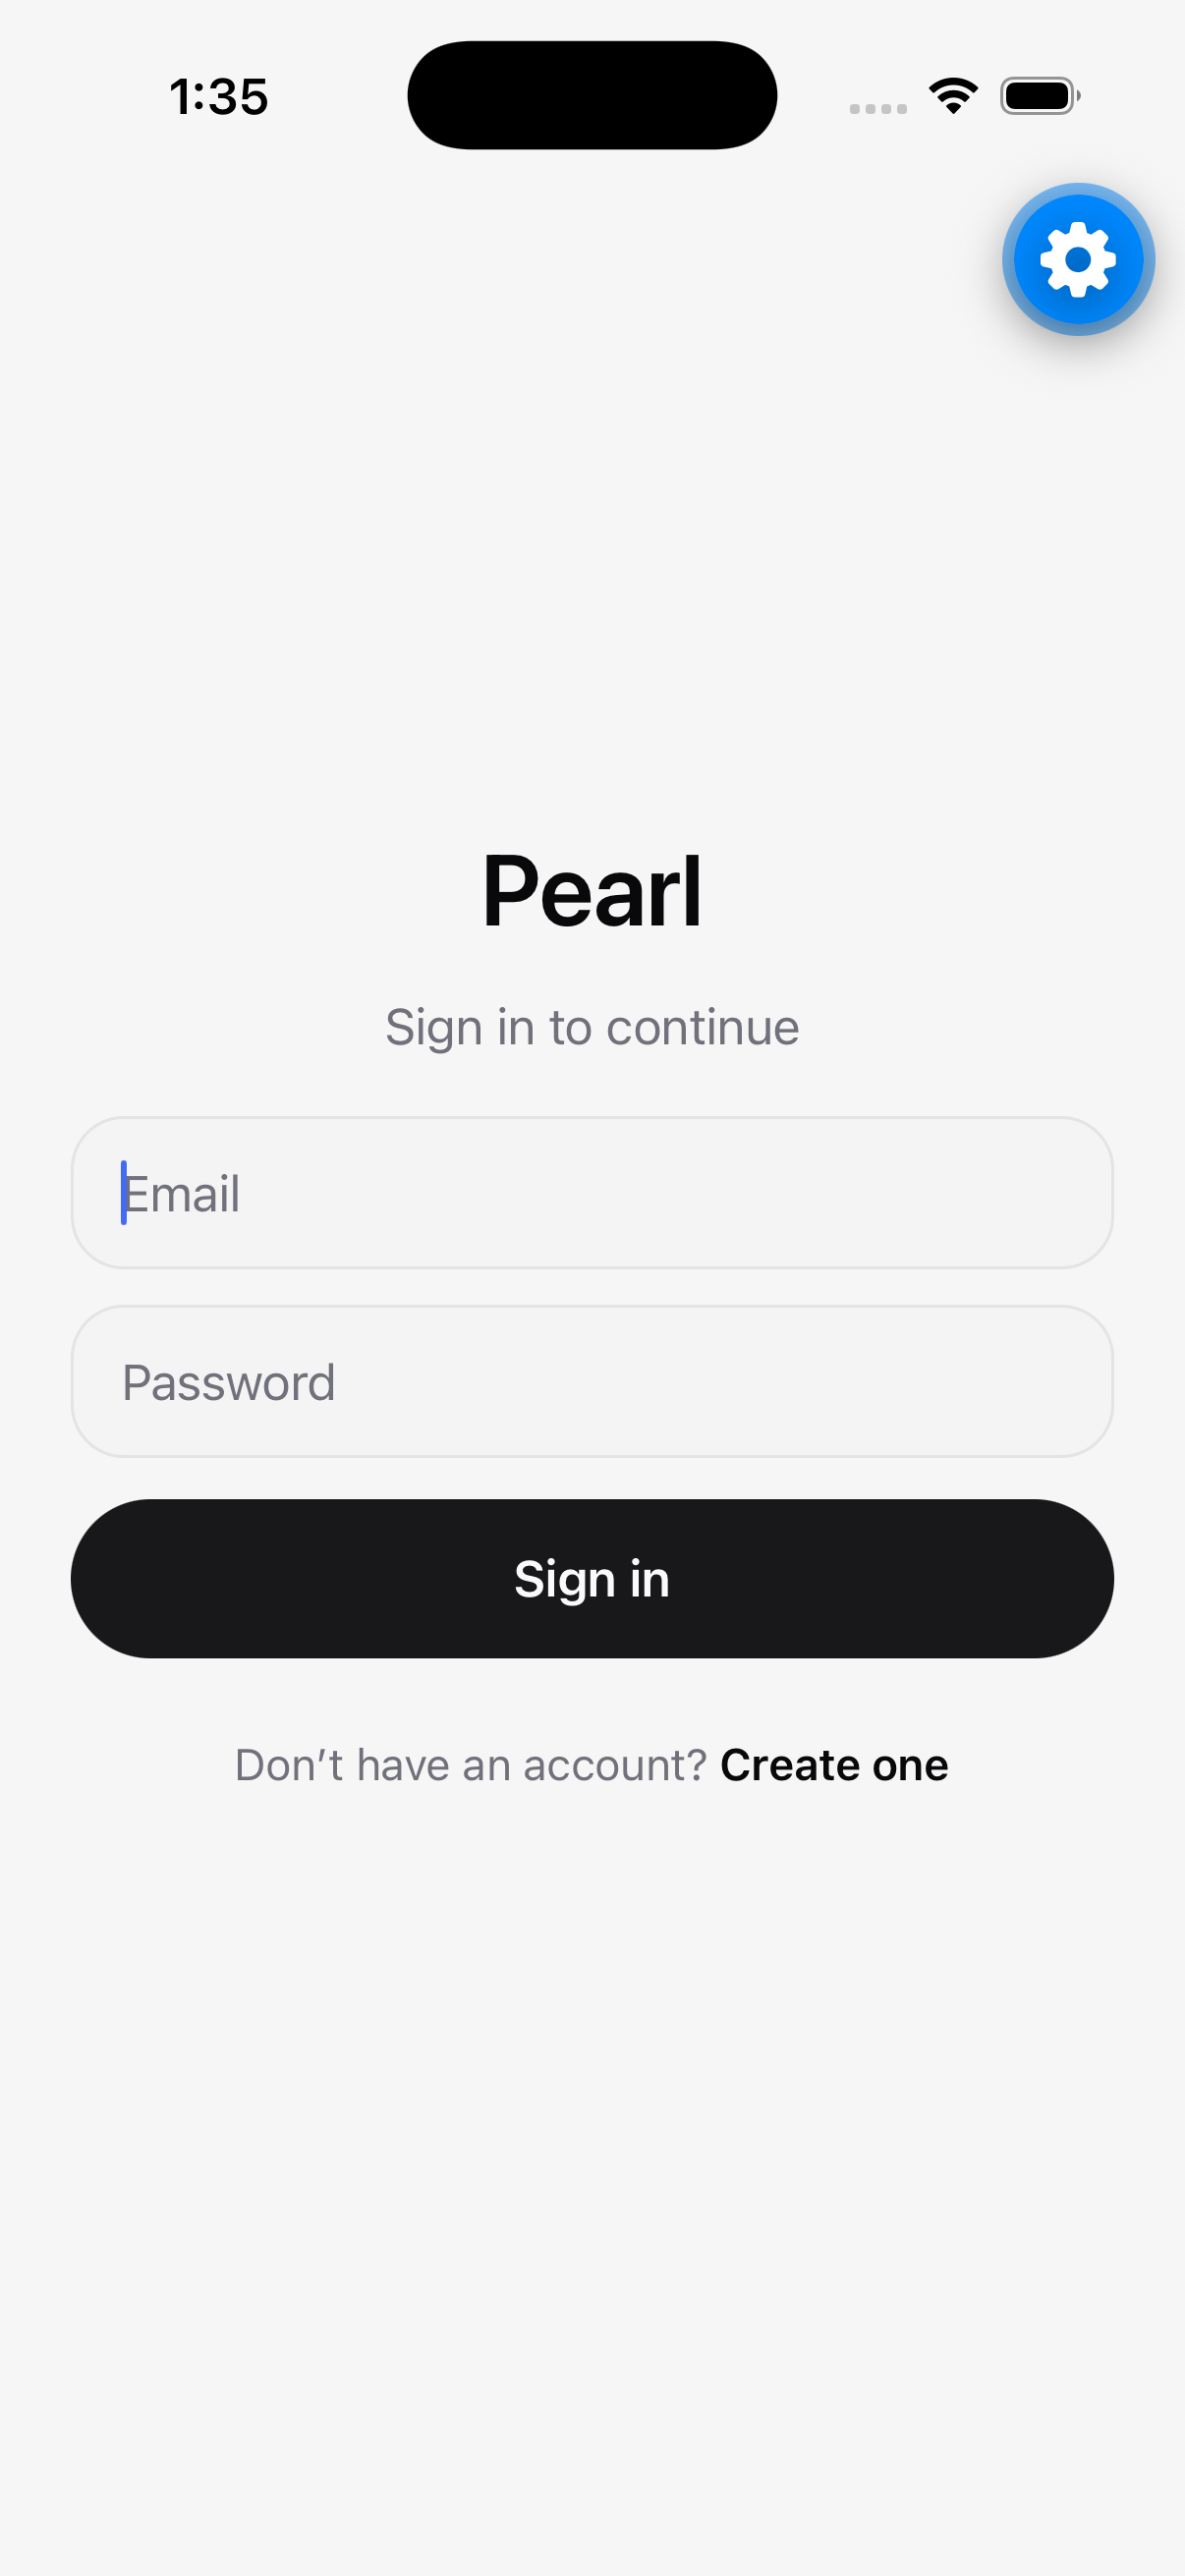 1:35
Pearl
Sign in to continue
Email
Password
Sign in
Don’t have an account? Create one